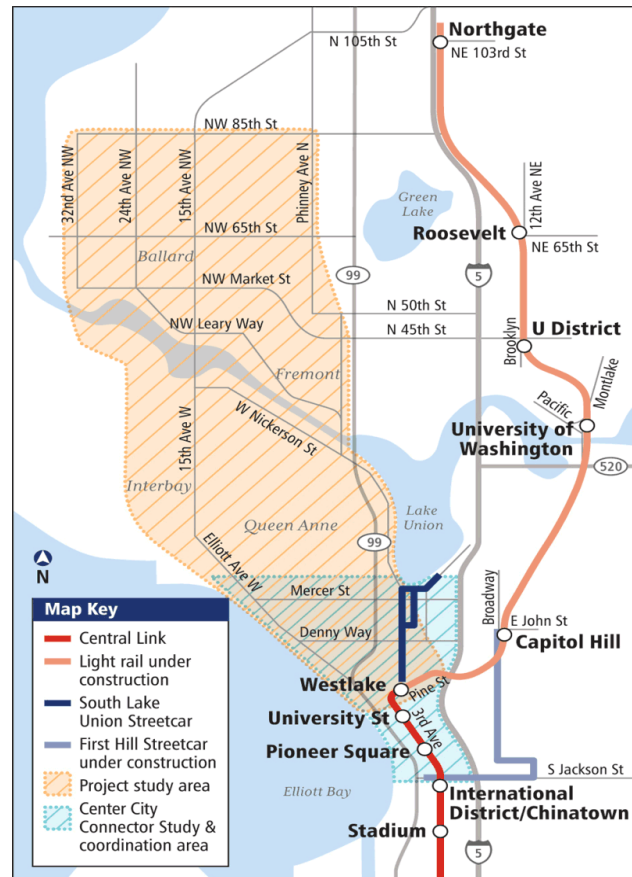 Northgate
N 105th St
NE 103rd St
NW 85th St
32nd Ave NW
24th Ave NW
15th Ave NW
Phinney Ave N
Green
Lake
12th Ave NE
NW 65th St
Roosevelt
NE 65th St
Ballard
99
5
NW Market St
N 50th St
NW Leary Way
N 45th St
U District
Brooklyn
Fremont
Montlake
Pacific
University of
Washington
W Nickerson St
15th Ave W
520
Interbay
Queen Anne
Lake
Union
99
Elliott Ave W
N
Mercer St
Broadway
E John St
Denny Way
Capitol Hill
Westlake
Pine St
University St
3rd Ave
Pioneer Square
S Jackson St
Elliott Bay
International
District/Chinatown
Stadium
5
Map Key
Central Link
Light rail under
construction
South Lake
Union Streetcar
First Hill Streetcar
under construction
Project study area
Center City
Connector Study &
coordination area